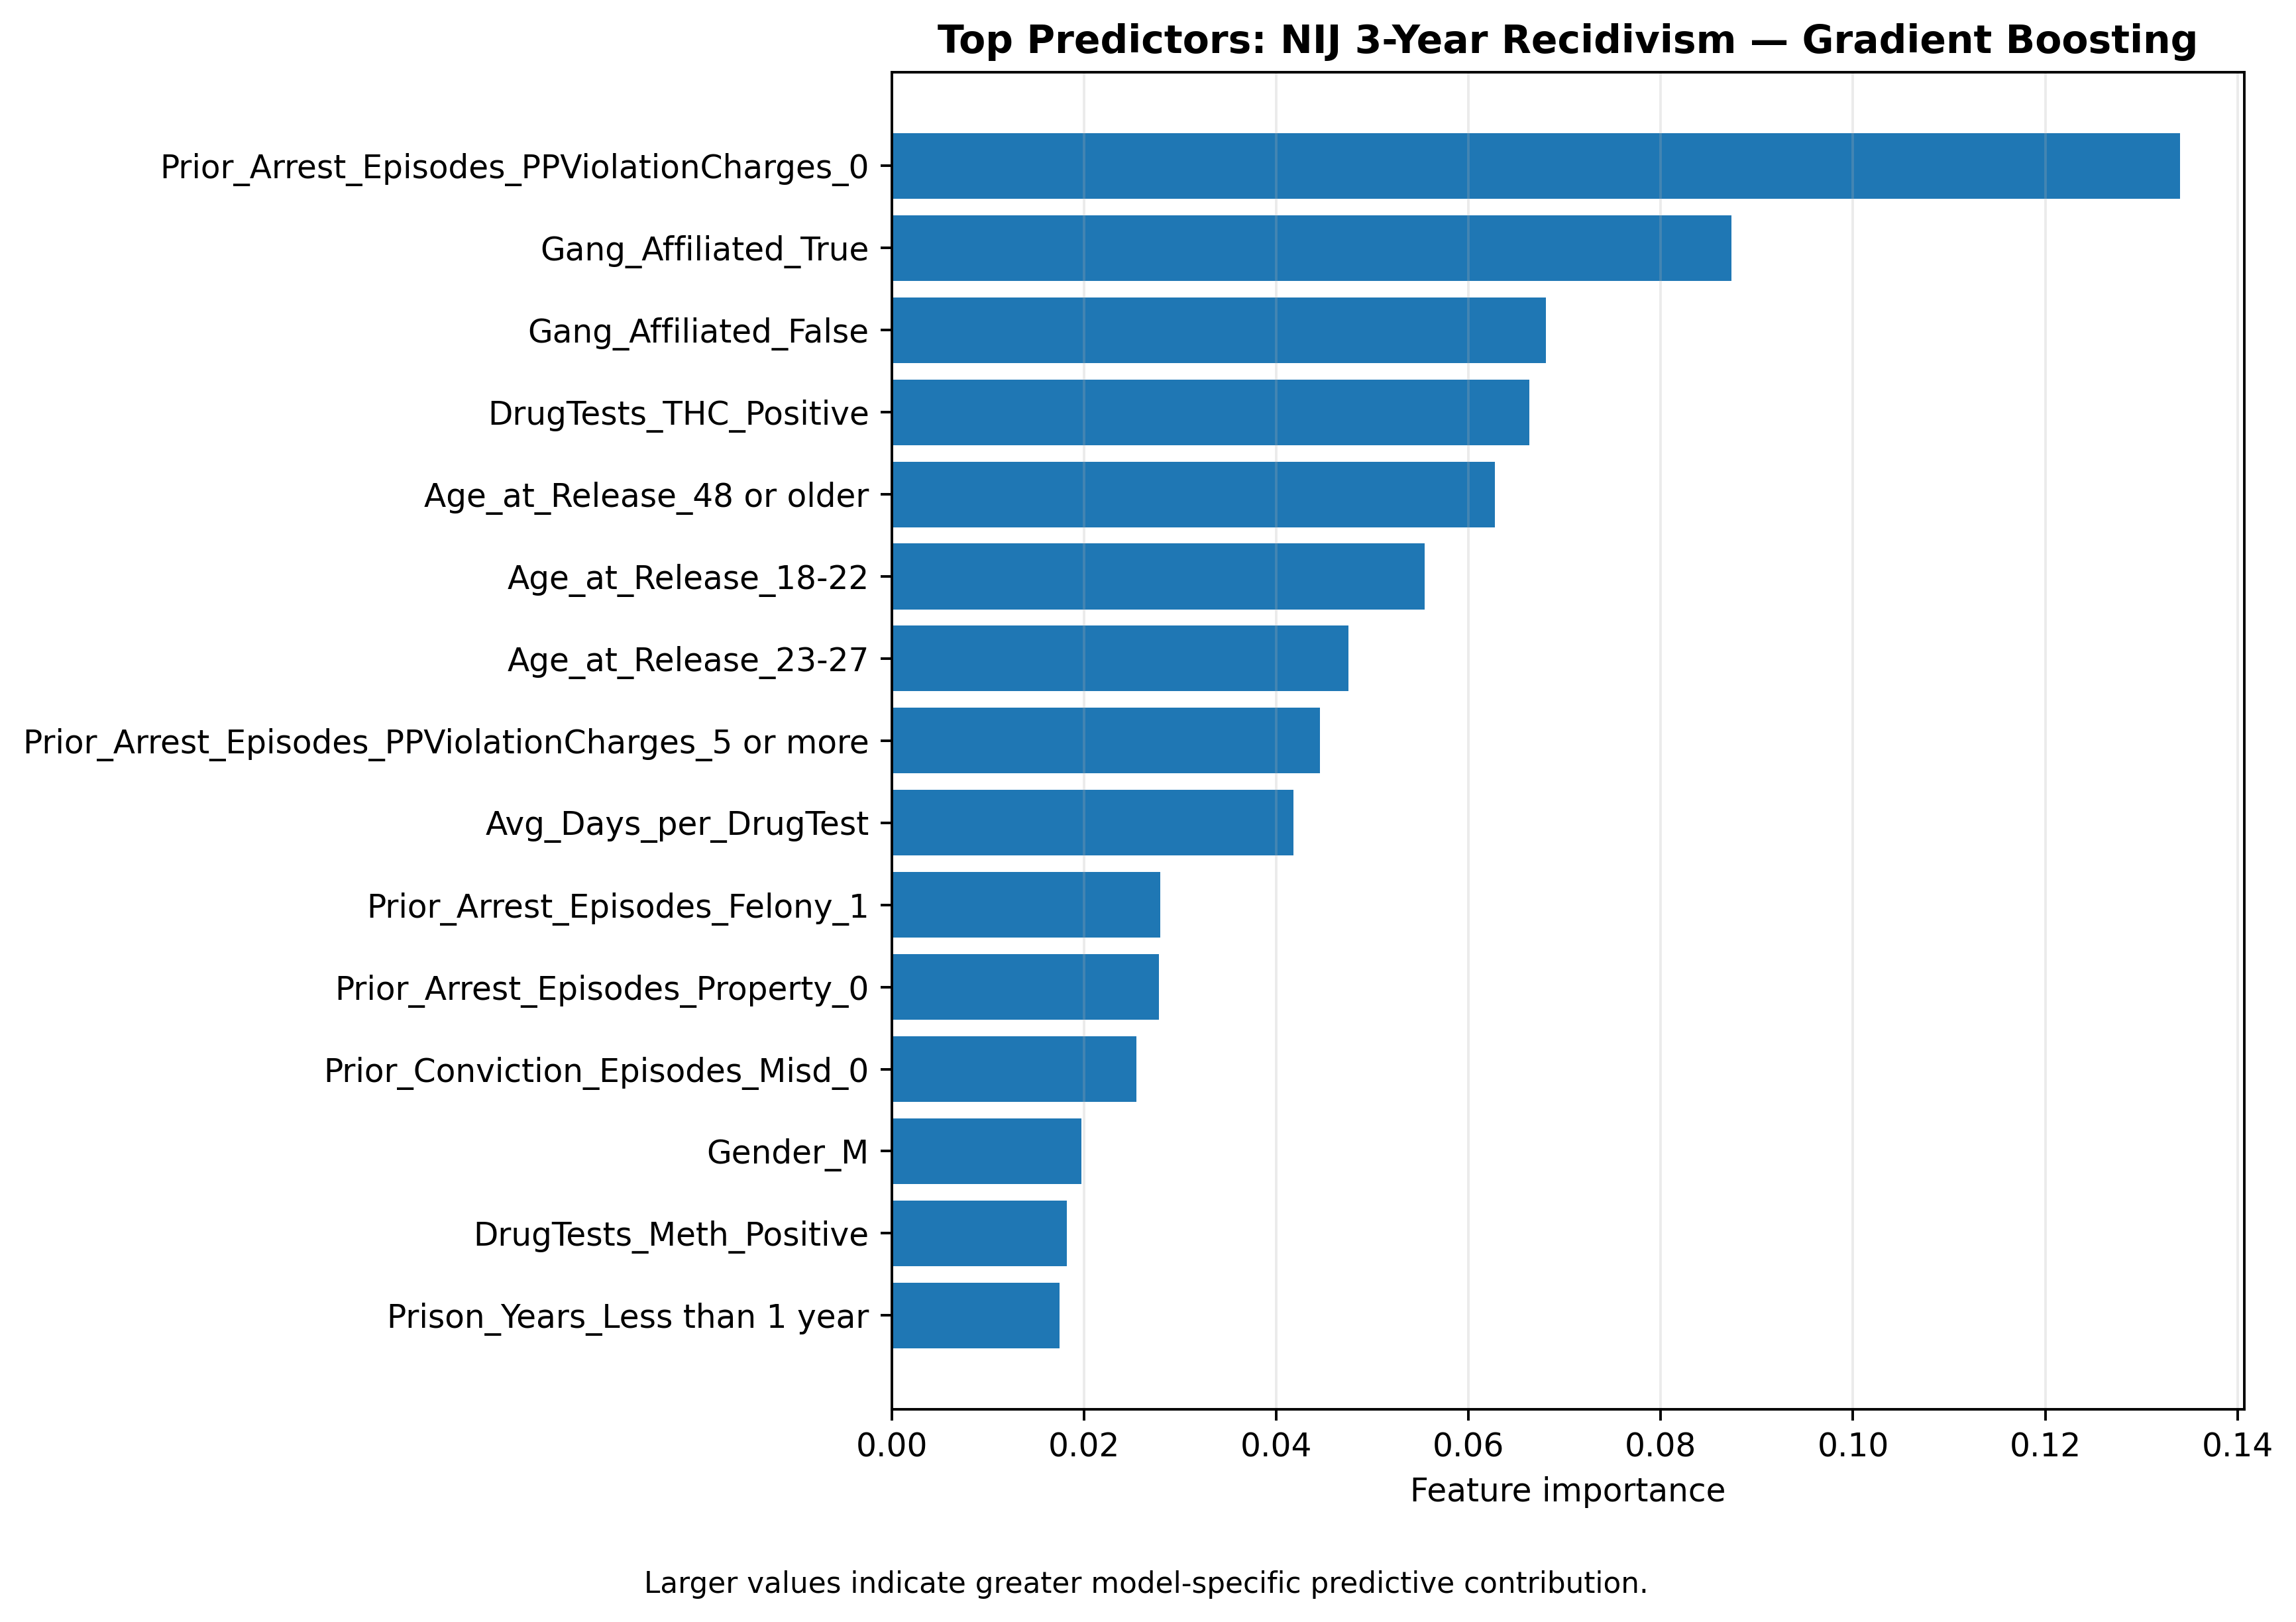 Top Predictors: NIJ 3-Year Recidivism — Gradient Boosting
Prior_Arrest_Episodes_PPViolationCharges_0
Gang_Affiliated_True
Gang_Affiliated_False
DrugTests_THC_Positive
Age_at_Release_48 or older
Age_at_Release_18-22
Age_at_Release_23-27
Prior_Arrest_Episodes_PPViolationCharges_5 or more
Avg_Days_per_DrugTest
Prior_Arrest_Episodes_Felony_1
Prior_Arrest_Episodes_Property_0
Prior_Conviction_Episodes_Misd_0
Gender_M
DrugTests_Meth_Positive
Prison_Years_Less than 1 year
0.00 0.02 0.04 0.06 0.08 0.10 0.12 0.14
Feature importance
Larger values indicate greater model-specific predictive contribution.